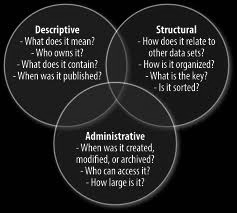 Descriptive
- What does it mean?
- Who owns it?
- What does it contain?
- When was it published?
Structural
- How does it relate to
other data sets?
- How is it organized?
- What is the key?
- Is it sorted?
Administrative
- When was it created,
modified, or archived?
- Who can access it?
- How large is it?